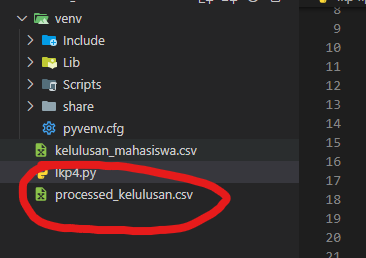 venv
Include
Lib
Scripts
share
pyvenv.cfg
kelulusan_mahasiswa.csv
lkp4.py
processed_kelulusan.csv
8
9
10
11
12
13
14
15
16
17
18
19
20
21